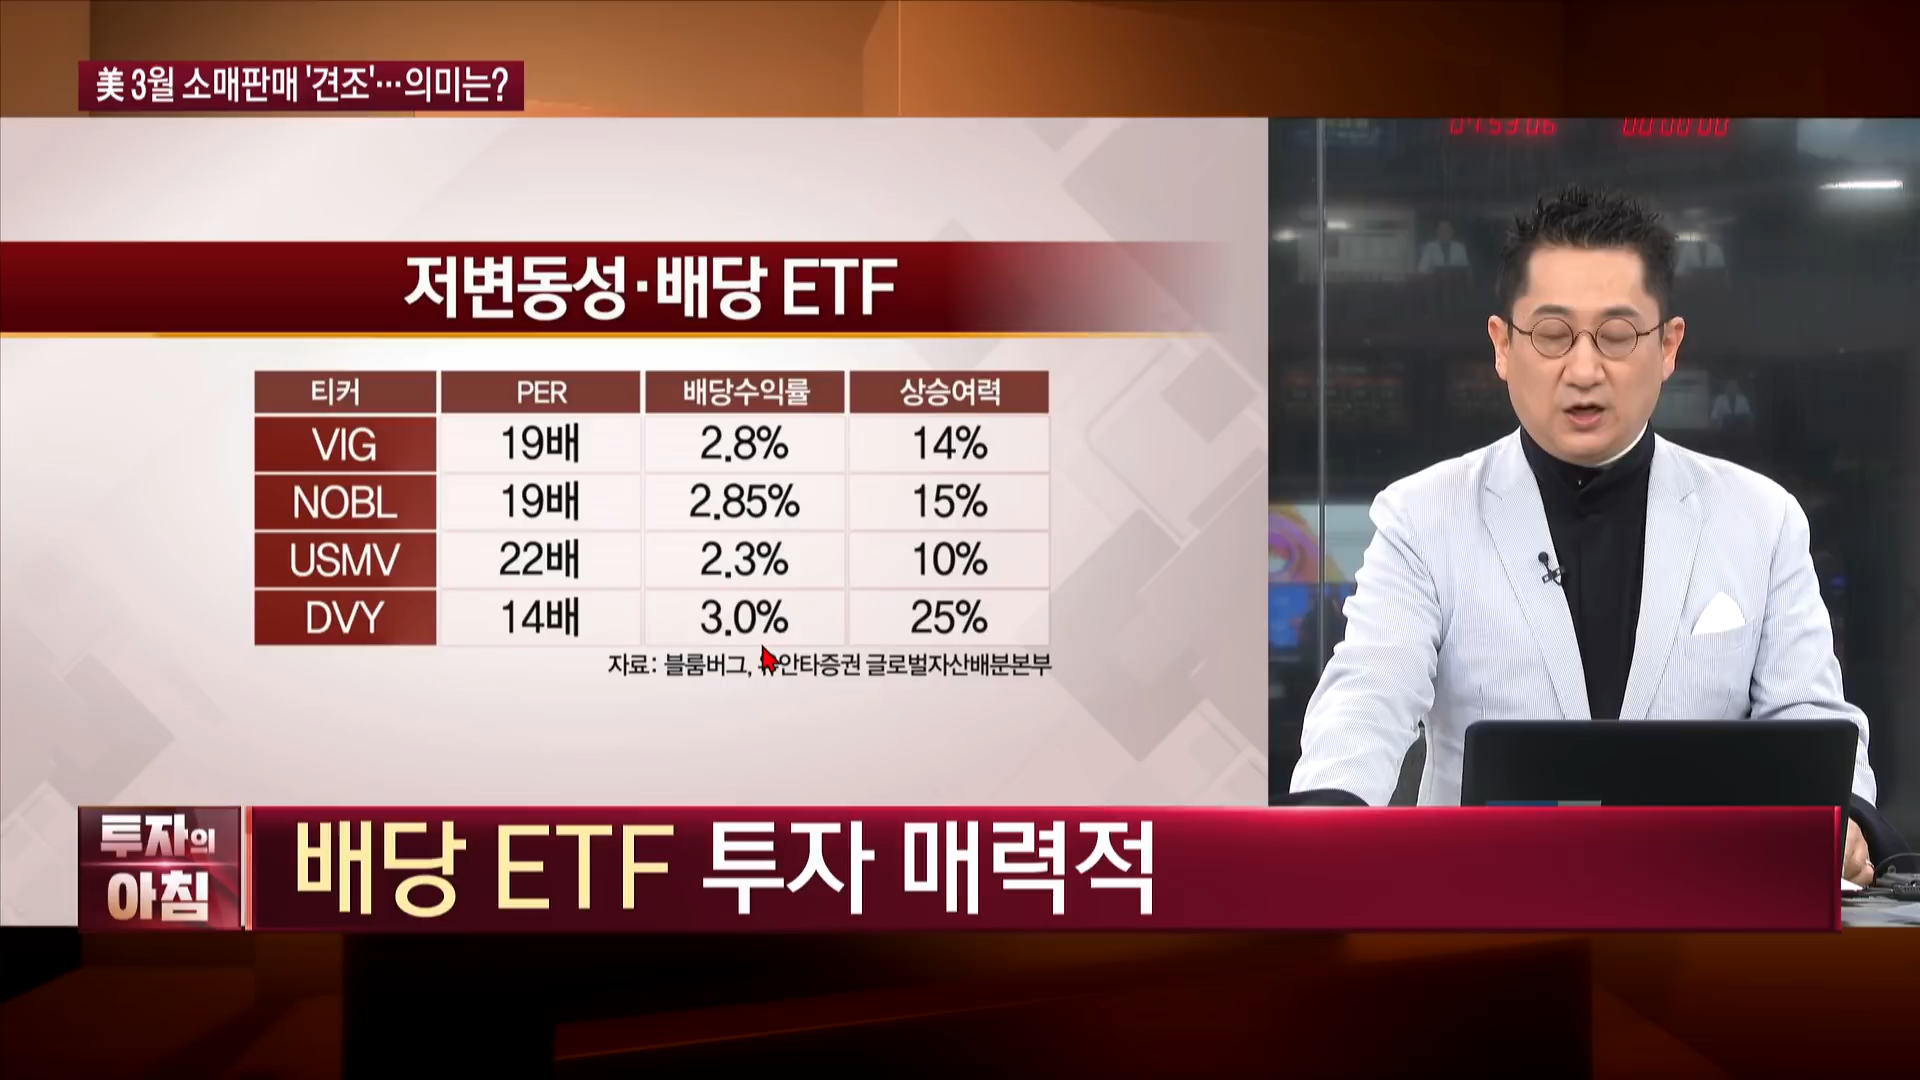 美 3월 소매판매 '견조'…의미는?
저변동성·배당 ETF
티커 PER 배당수익률 상승여력
VIG 19배 2.8% 14%
NOBL 19배 2.85% 15%
USMV 22배 2.3% 10%
DVY 14배 3.0% 25%
자료: 블룸버그, 유안타증권 글로벌자산배분본부
투자의
아침
배당 ETF 투자 매력적